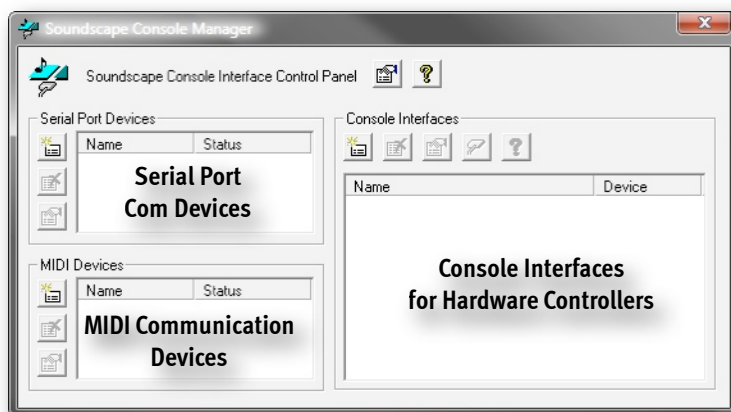 Soundscape Console Manager
Soundscape Console Interface Control Panel
Serial Port Devices
Name Status
Serial Port
Com Devices
MIDI Devices
Name Status
MIDI Communication
Devices
Console Interfaces
Name Device
Console Interfaces
for Hardware Controllers